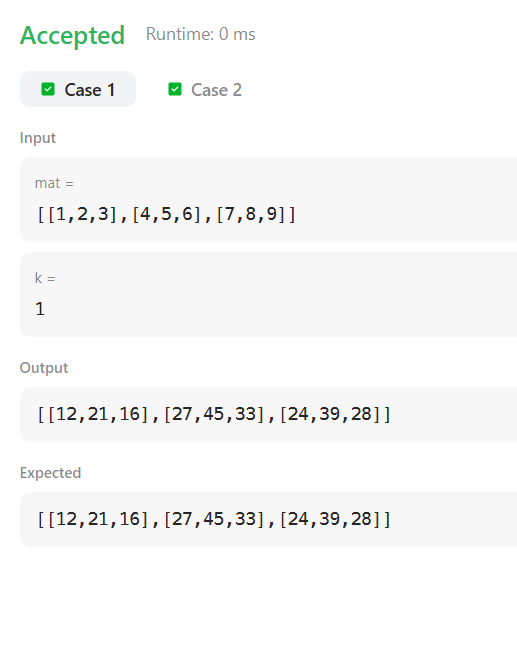 Accepted Runtime: 0 ms
Case 1 Case 2
Input
mat =
[[1,2,3],[4,5,6],[7,8,9]]
k =
1
Output
[[12,21,16],[27,45,33],[24,39,28]]
Expected
[[12,21,16],[27,45,33],[24,39,28]]